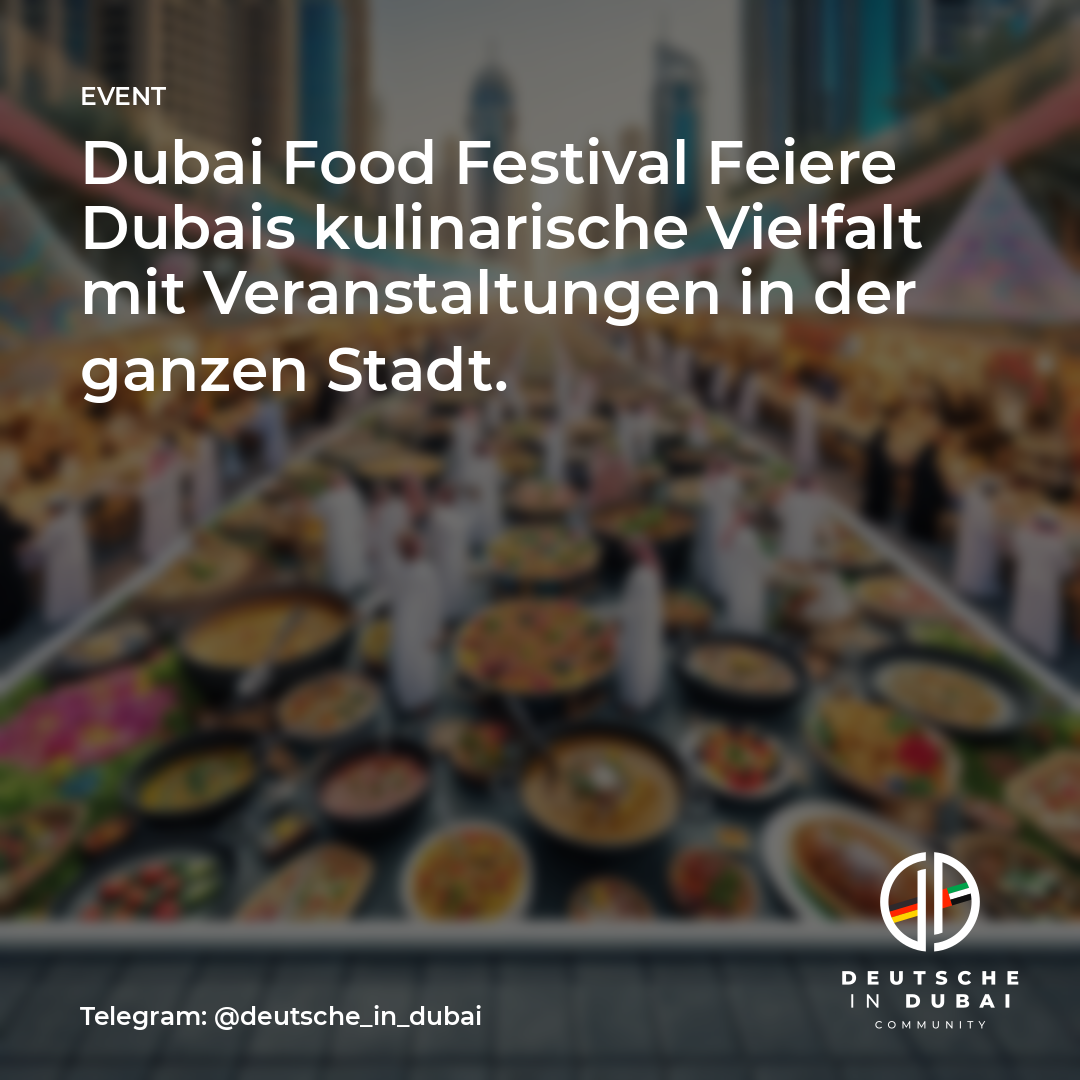 EVENT
Dubai Food Festival Feiere
Dubais kulinarische Vielfalt
mit Veranstaltungen in der
ganzen Stadt.
DEUTSCHE
IN DUBAI
COMMUNITY
Telegram: @deutsche_in_dubai